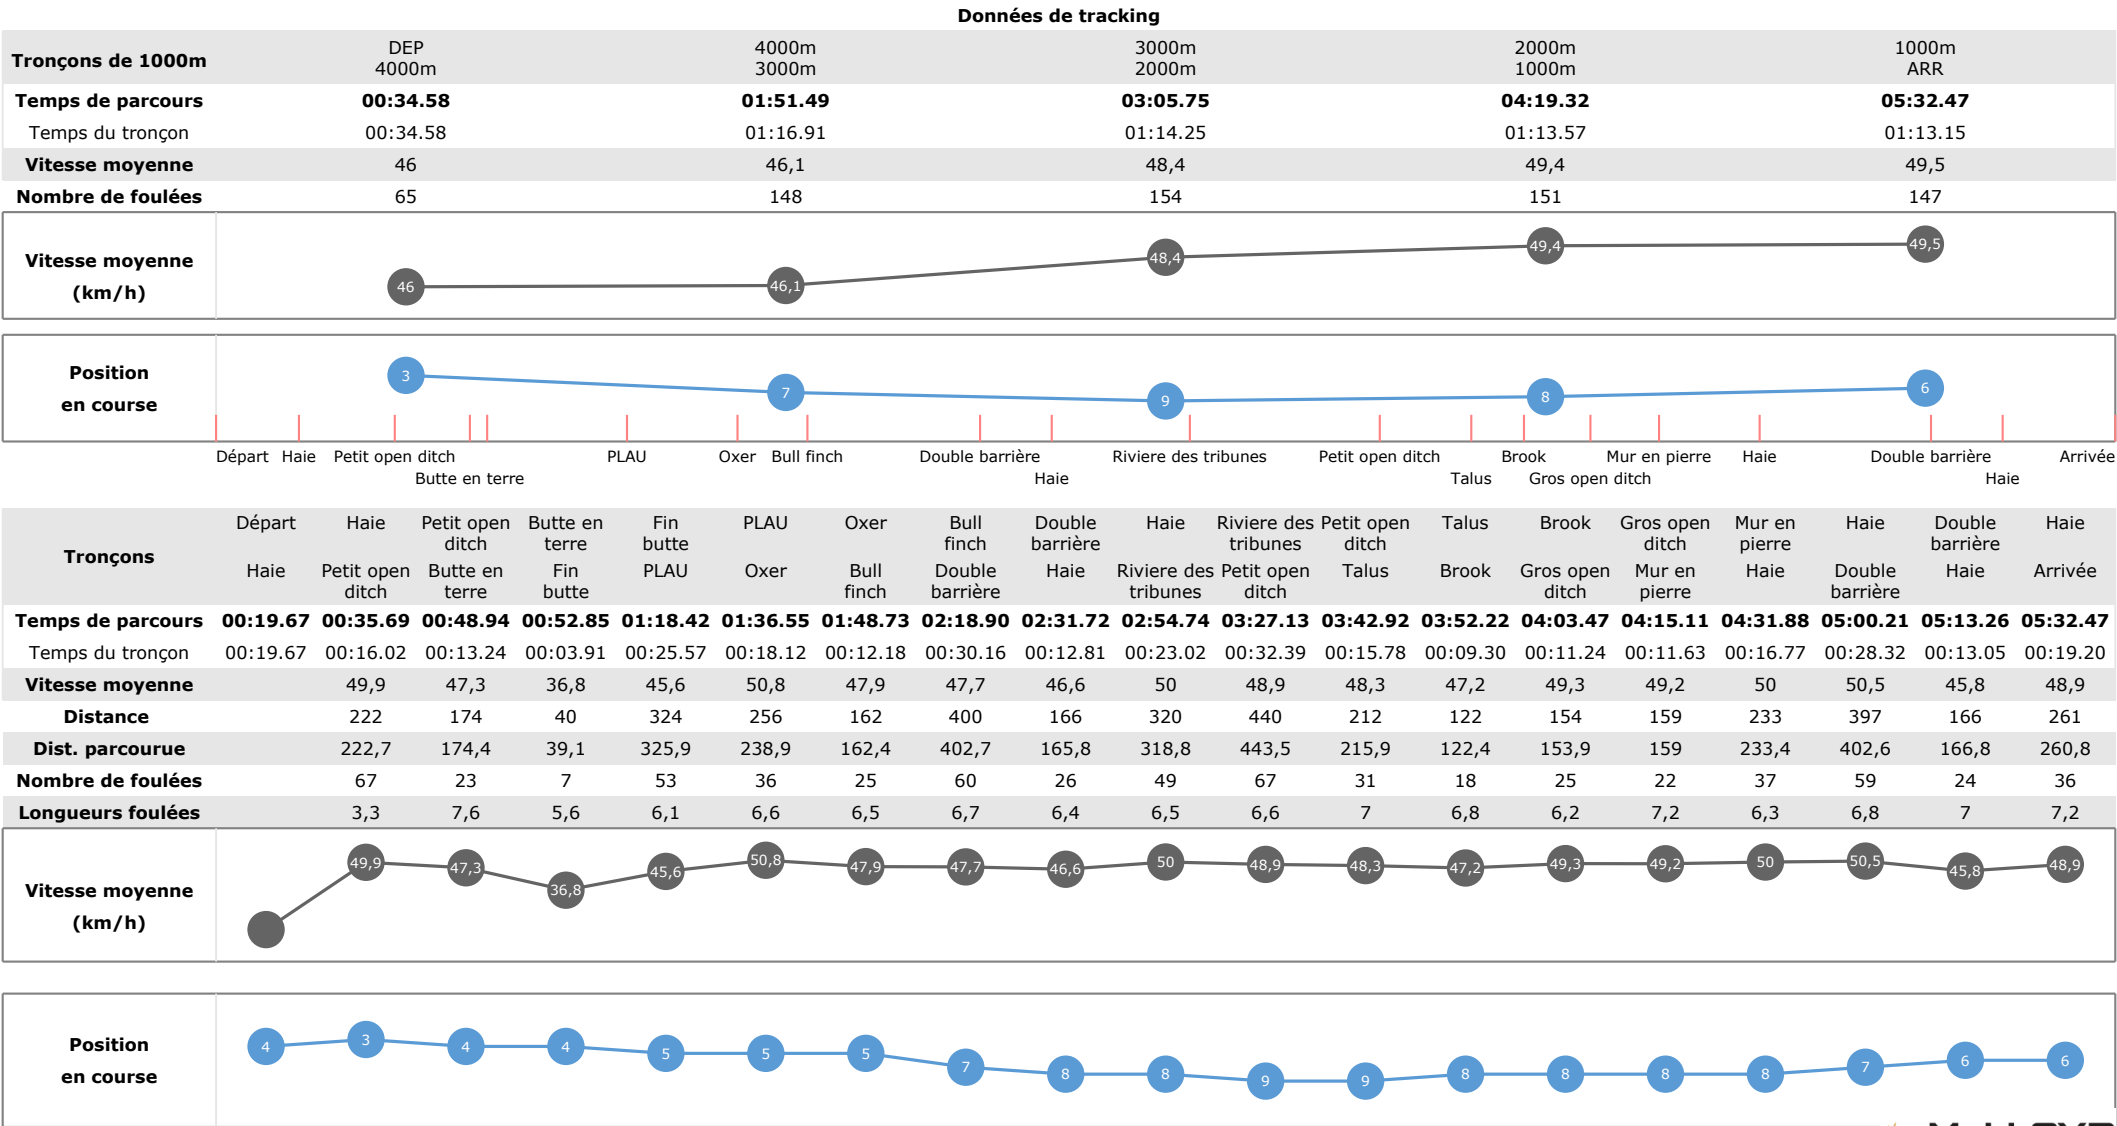 Données de tracking
Tronçons de 1000m DEP 4000m 3000m 2000m 1000m
4000m 3000m 2000m 1000m ARR
Temps de parcours 00:34.58 01:51.49 03:05.75 04:19.32 05:32.47
Temps du tronçon 00:34.58 01:16.91 01:14.25 01:13.57 01:13.15
Vitesse moyenne 46 46,1 48,4 49,4 49,5
Nombre de foulées 65 148 154 151 147
Vitesse moyenne
(km/h)
46 46,1 48,4 49,4 49,5
Position
en course
3 7 9 8 6
Départ Haie Petit open ditch PLAU Oxer Bull finch Double barrière Riviere des tribunes Petit open ditch Brook Mur en pierre Haie Double barrière Arrivée
Butte en terre Haie Talus Gros open ditch Haie
Tronçons
Départ Haie Petit open Butte en Fin PLAU Oxer Bull Double Haie Riviere des Petit open Talus Brook Gros open Mur en Haie Double Haie
ditch terre butte finch barrière tribunes ditch ditch pierre barrière
Haie Petit open Butte en Fin PLAU Oxer Bull Double Haie Riviere des Petit open Talus Brook Gros open Mur en Haie Double Haie Arrivée
ditch terre butte finch barrière tribunes ditch ditch pierre barrière
Temps de parcours 00:19.67 00:35.69 00:48.94 00:52.85 01:18.42 01:36.55 01:48.73 02:18.90 02:31.72 02:54.74 03:27.13 03:42.92 03:52.22 04:03.47 04:15.11 04:31.88 05:00.21 05:13.26 05:32.47
Temps du tronçon 00:19.67 00:16.02 00:13.24 00:03.91 00:25.57 00:18.12 00:12.18 00:30.16 00:12.81 00:23.02 00:32.39 00:15.78 00:09.30 00:11.24 00:11.63 00:16.77 00:28.32 00:13.05 00:19.20
Vitesse moyenne 49,9 47,3 36,8 45,6 50,8 47,9 47,7 46,6 50 48,9 48,3 47,2 49,3 49,2 50 50,5 45,8 48,9
Distance 222 174 40 324 256 162 400 166 320 440 212 122 154 159 233 397 166 261
Dist. parcourue 222,7 174,4 39,1 325,9 238,9 162,4 402,7 165,8 318,8 443,5 215,9 122,4 153,9 159 233,4 402,6 166,8 260,8
Nombre de foulées 67 23 7 53 36 25 60 26 49 67 31 18 25 22 37 59 24 36
Longueurs foulées 3,3 7,6 5,6 6,1 6,6 6,5 6,7 6,4 6,5 6,6 7 6,8 6,2 7,2 6,3 6,8 7 7,2
Vitesse moyenne
(km/h)
49,9 47,3 36,8 45,6 50,8 47,9 47,7 46,6 50 48,9 48,3 47,2 49,3 49,2 50 50,5 45,8 48,9
Position
en course
4 3 4 4 5 5 5 7 8 8 9 9 8 8 8 8 7 6 6